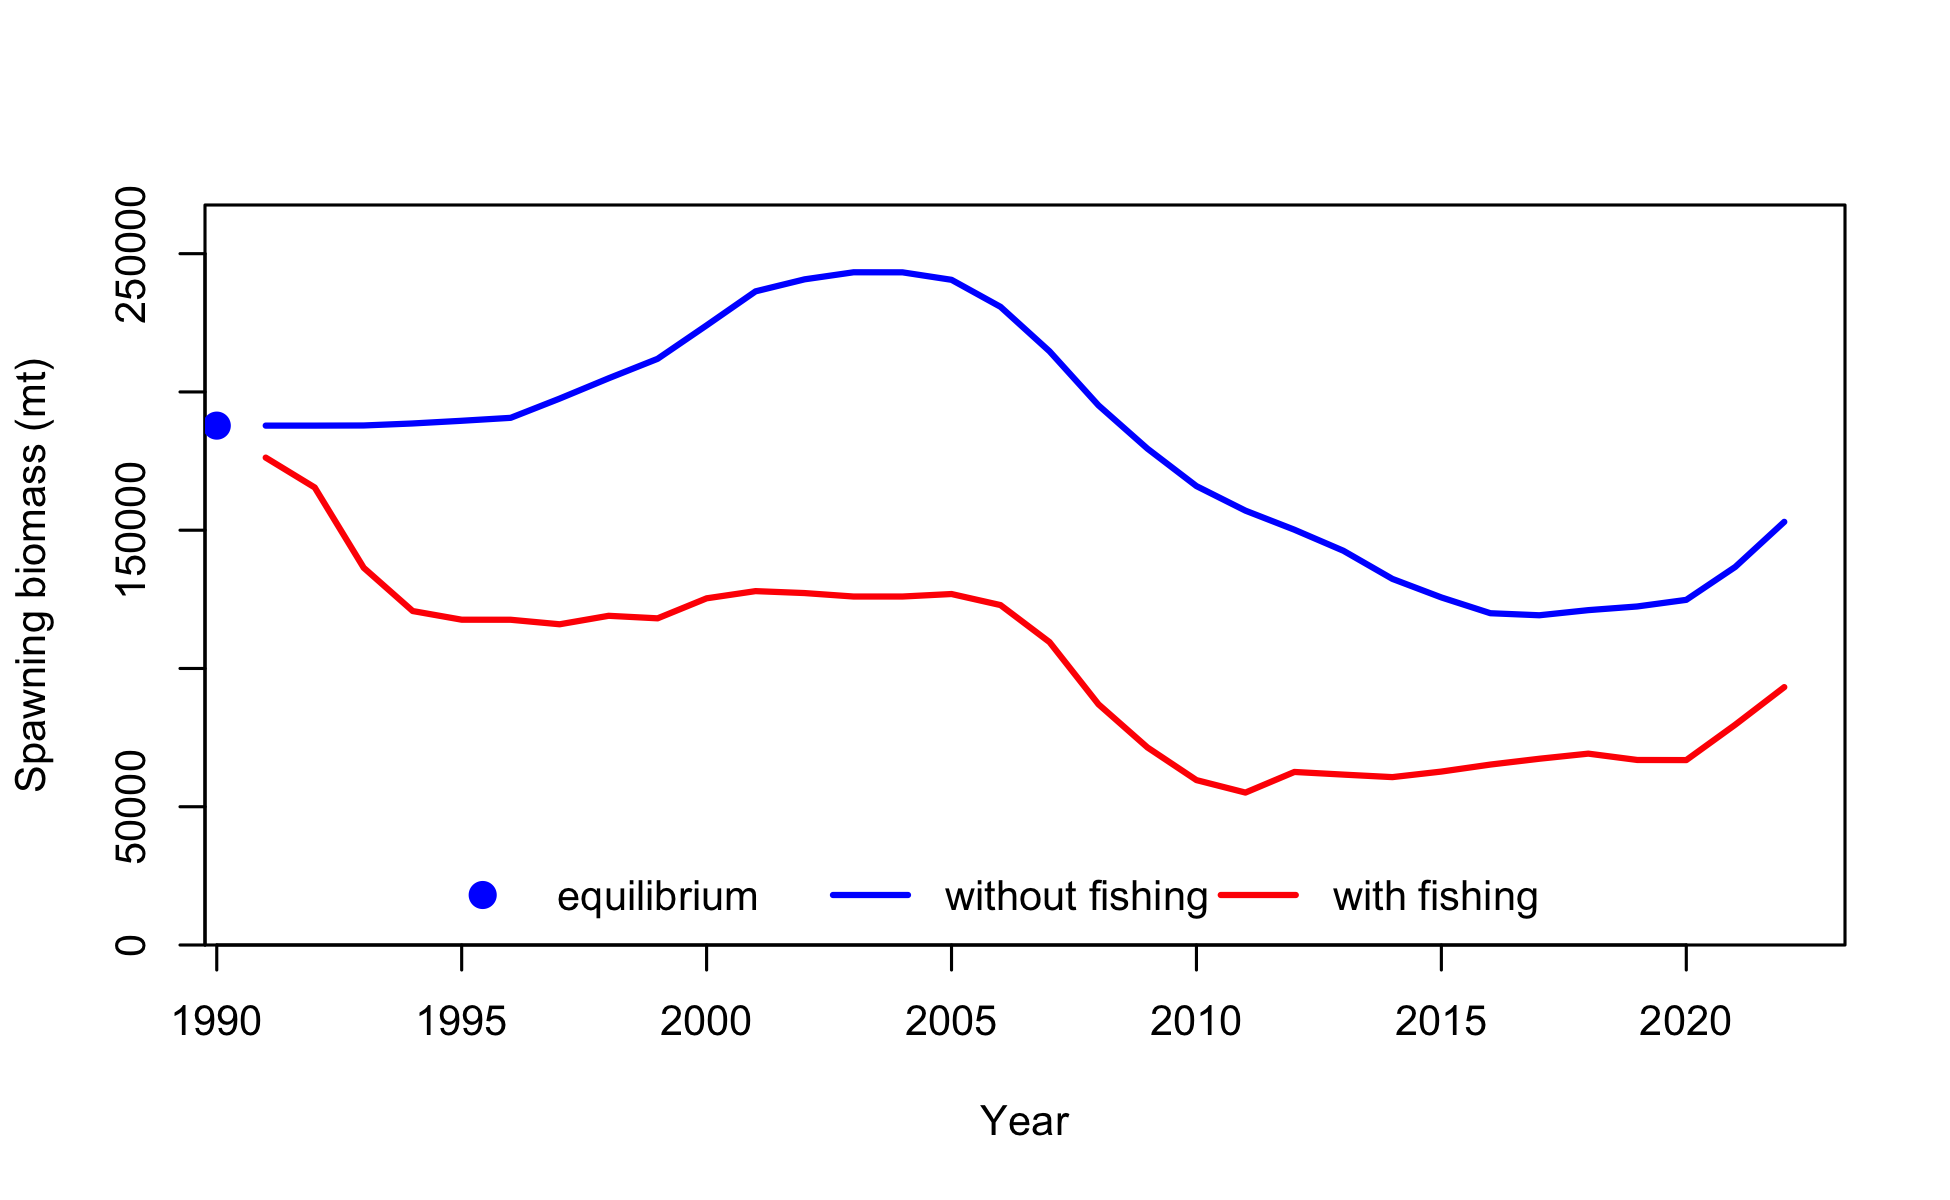 Spawning biomass (mt)
250000
150000
50000
0
equilibrium without fishing with fishing
1990 1995 2000 2005 2010 2015 2020
Year